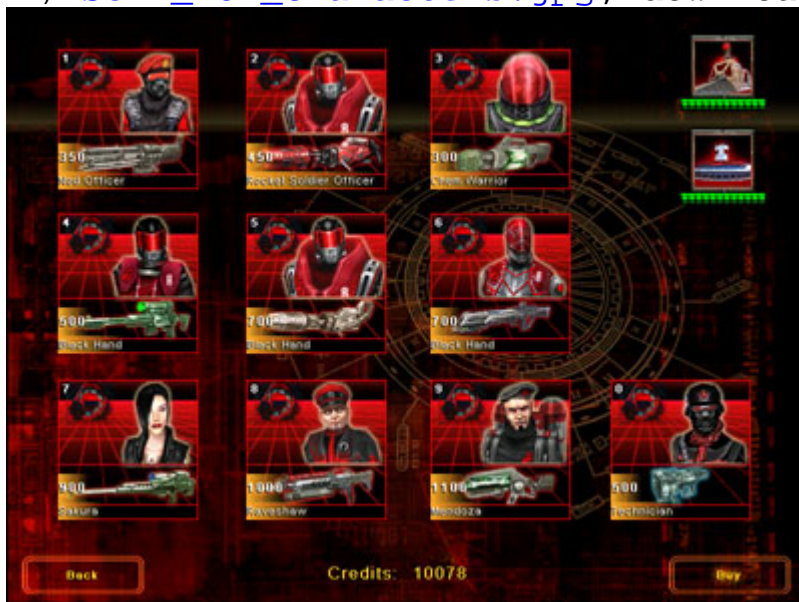 1
350
Nod Officer
2
450
Rocket Soldier Officer
3
300
Chem Warrior
4
500
Black Hand
5
700
Black Hand
6
700
Black Hand
7
900
Sakura
8
1000
Raveshaw
9
1100
Mendoza
0
500
Technician
Back
Credits: 10078
Buy